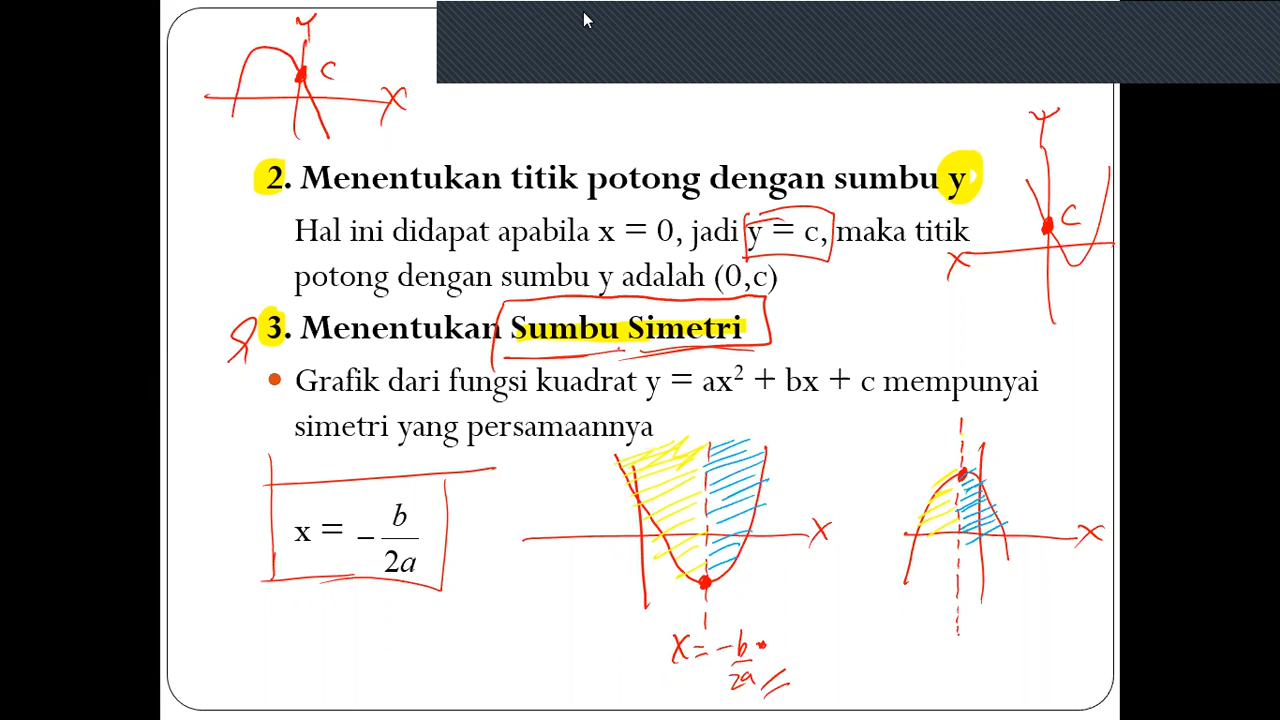 Y
C
X
Y
2. Menentukan titik potong dengan sumbu y
Hal ini didapat apabila x = 0, jadi y = c, maka titik
C
X
potong dengan sumbu y adalah (0,c)
3. Menentukan Sumbu Simetri
Grafik dari fungsi kuadrat y = ax² + bx + c mempunyai
simetri yang persamaannya
x = - b/2a
X
X
X = -b/2a